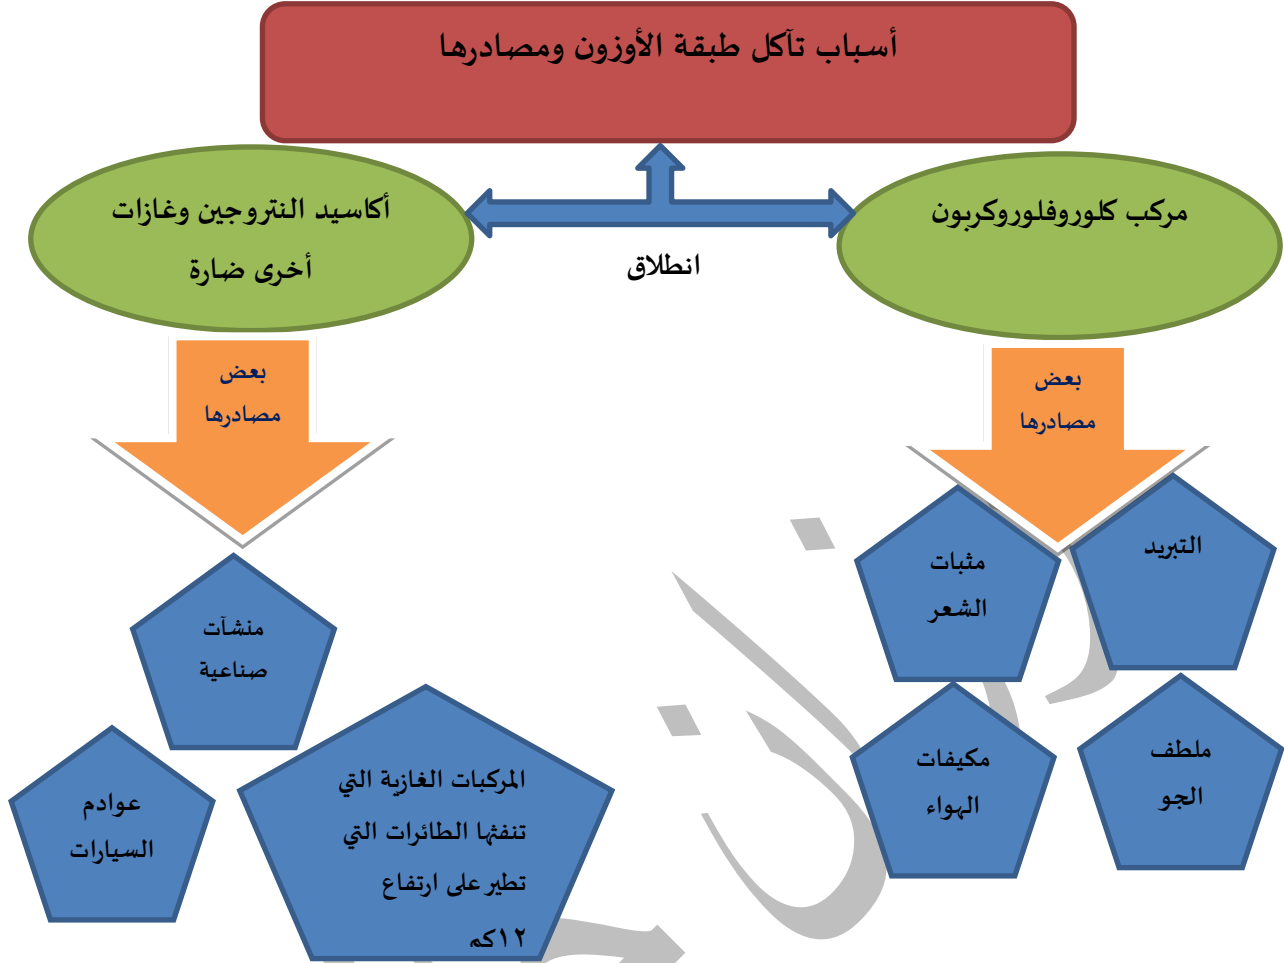 أسباب تآكل طبقة الأوزون ومصادرها
مركب كلوروفلوروكربون
أكاسيد النتروجين وغازات
أخرى ضارة
انطلاق
بعض
مصادرها
التبريد
مثبات
الشعر
ملطف
الجو
مكيفات
الهواء
بعض
مصادرها
منشآت
صناعية
المركبات الغازية التي
تنفثها الطائرات التي
تطير على ارتفاع
١٢كم
عوادم
السيارات